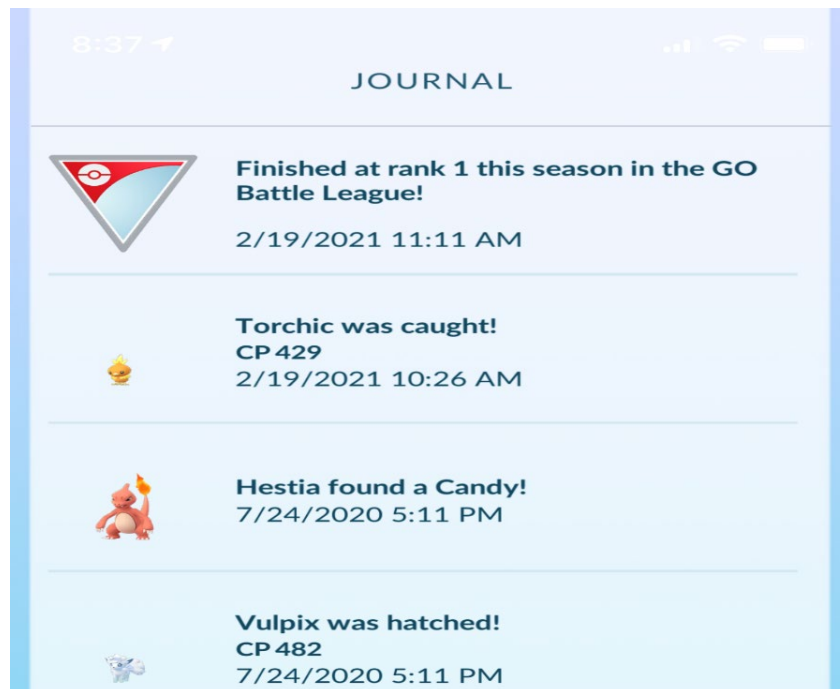 8:37
JOURNAL
Finished at rank 1 this season in the GO
Battle League!
2/19/2021 11:11 AM
Torchic was caught!
CP 429
2/19/2021 10:26 AM
Hestia found a Candy!
7/24/2020 5:11 PM
Vulpix was hatched!
CP 482
7/24/2020 5:11 PM